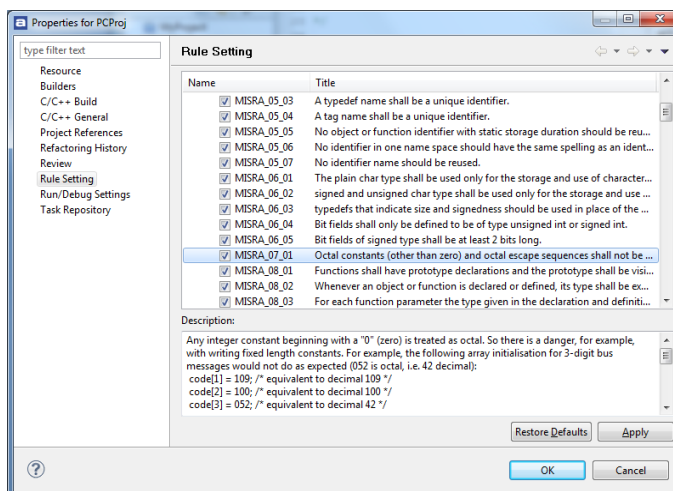 a Properties for PCProj
type filter text
Resource
Builders
C/C++ Build
C/C++ General
Project References
Refactoring History
Review
Rule Setting
Run/Debug Settings
Task Repository
Rule Setting
Name Title
MISRA_05_03 A typedef name shall be a unique identifier.
MISRA_05_04 A tag name shall be a unique identifier.
MISRA_05_05 No object or function identifier with static storage duration should be reu...
MISRA_05_06 No identifier in one name space should have the same spelling as an ident...
MISRA_05_07 No identifier name should be reused.
MISRA_06_01 The plain char type shall be used only for the storage and use of character...
MISRA_06_02 signed and unsigned char type shall be used only for the storage and use ...
MISRA_06_03 typedefs that indicate size and signedness should be used in place of the ...
MISRA_06_04 Bit fields shall only be defined to be of type unsigned int or signed int.
MISRA_06_05 Bit fields of signed type shall be at least 2 bits long.
MISRA_07_01 Octal constants (other than zero) and octal escape sequences shall not be ...
MISRA_08_01 Functions shall have prototype declarations and the prototype shall be visi...
MISRA_08_02 Whenever an object or function is declared or defined, its type shall be ex...
MISRA_08_03 For each function parameter the type given in the declaration and definiti...
Description:
Any integer constant beginning with a "0" (zero) is treated as octal. So there is a danger, for example,
with writing fixed length constants. For example, the following array initialisation for 3-digit bus
messages would not do as expected (052 is octal, i.e. 42 decimal):
code[1] = 109; /* equivalent to decimal 109 */
code[2] = 100; /* equivalent to decimal 100 */
code[3] = 052; /* equivalent to decimal 42 */
Restore Defaults Apply
? OK Cancel